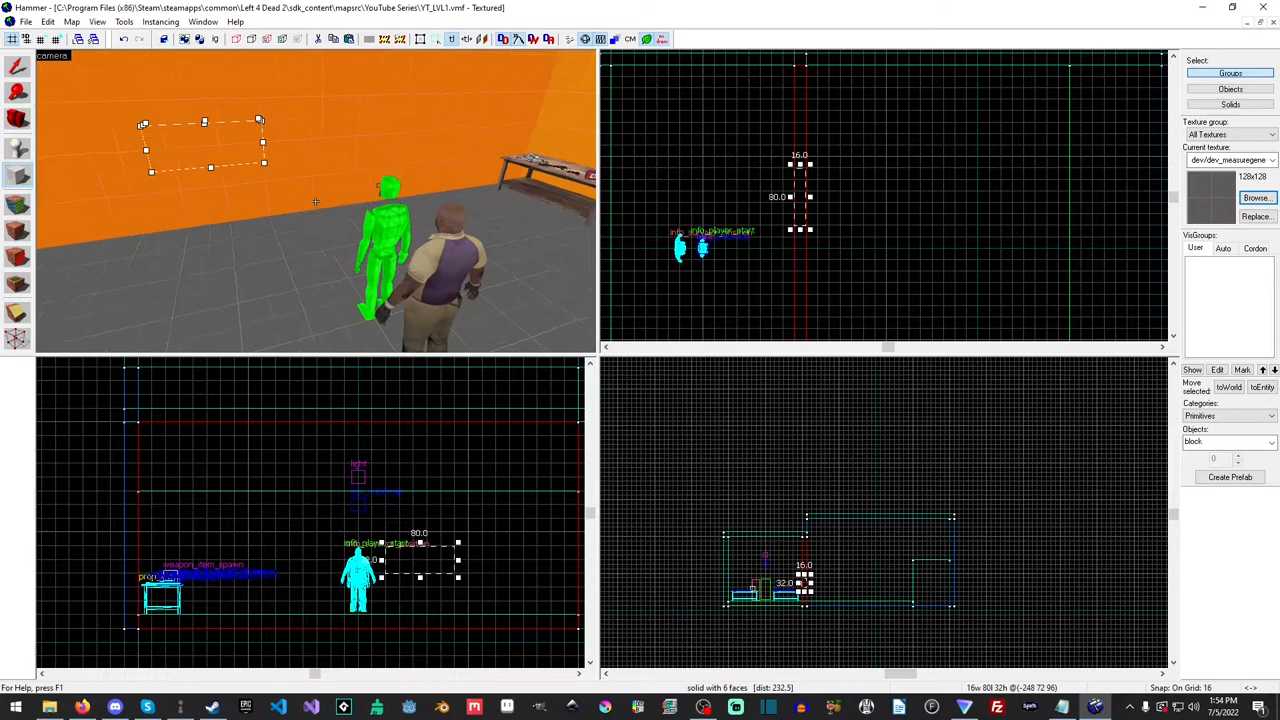 Hammer - [C:\Program Files (x86)\Steam\steamapps\common\Left 4 Dead 2\sdk_content\mapsrc\YouTube Series\YT_LVL1.vmf - Textured]
File Edit Map View Tools Instancing Window Help
camera
Select:
Groups
Objects
Solids
Texture group:
All Textures
Current texture:
dev/dev_measuregene
128x128
Browse...
Replace...
VisGroups:
User Auto Cordon
Show Edit Mark
Move selected:
toWorld toEntity
Categories:
Primitives
Objects:
block
0
Create Prefab
16.0
80.0
info_player_start
light
80.0
weapon_item_spawn
prop
16.0
32.0
For Help, press F1
solid with 6 faces [dist: 232.5]
16w 80l 32h @(-248 72 96)
Snap: On Grid: 16
<->
1:54 PM
7/5/2022